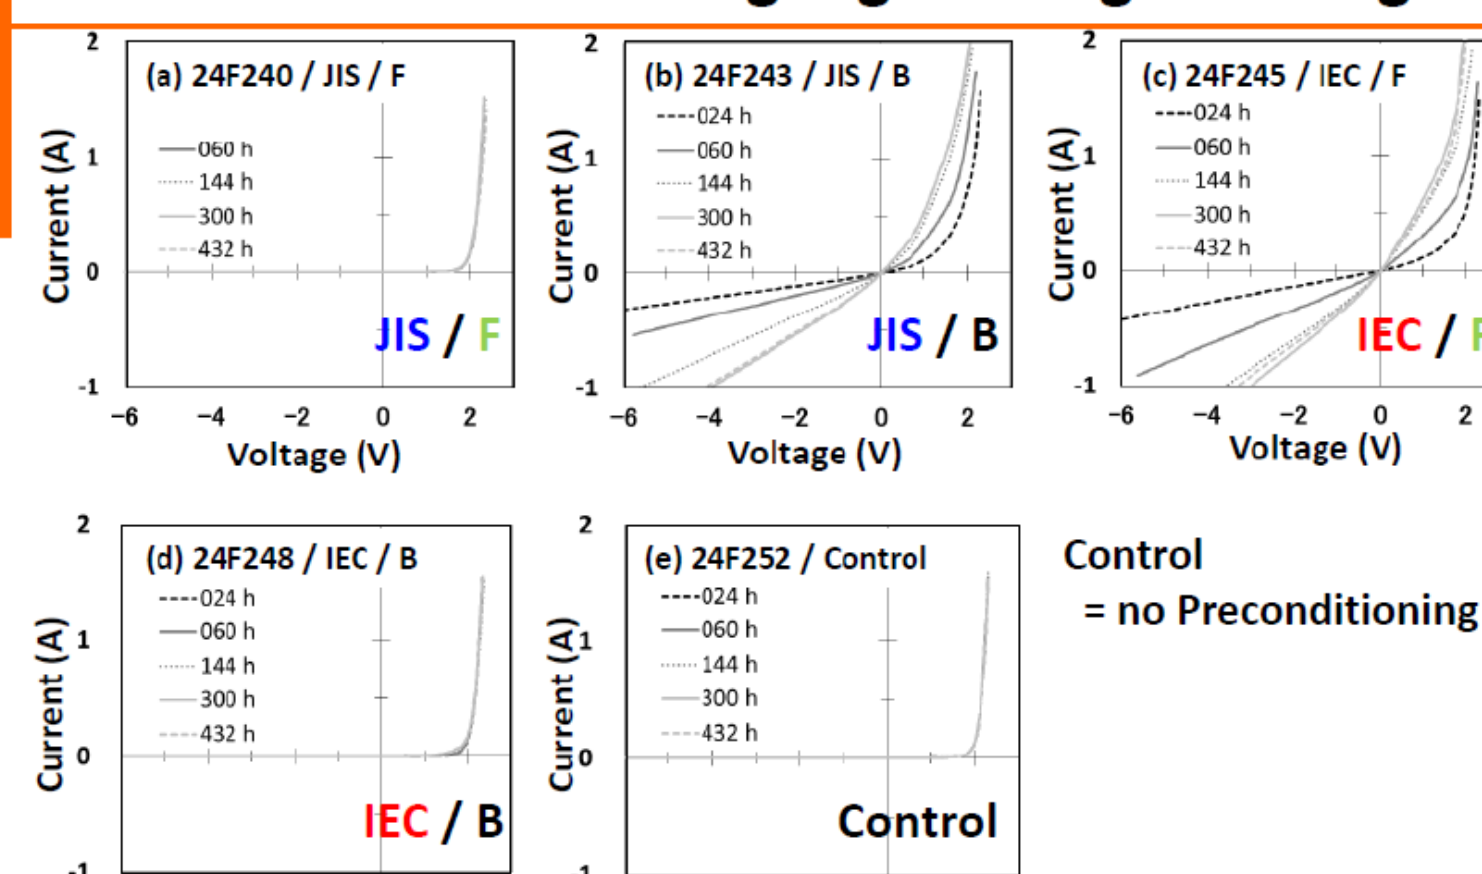 2
(a) 24F240 / JIS / F
060 h
144 h
300 h
432 h
1
0
-1
Current (A)
JIS / F
-6
-4
-2
0
2
Voltage (V)
2
(b) 24F243 / JIS / B
024 h
060 h
144 h
300 h
432 h
1
0
-1
Current (A)
JIS / B
-6
-4
-2
0
2
Voltage (V)
2
(c) 24F245 / IEC / F
024 h
060 h
144 h
300 h
432 h
1
0
-1
Current (A)
IEC / F
-6
-4
-2
0
2
Voltage (V)
2
(d) 24F248 / IEC / B
024 h
060 h
144 h
300 h
432 h
1
0
-1
Current (A)
IEC / B
2
(e) 24F252 / Control
024 h
060 h
144 h
300 h
432 h
1
0
-1
Current (A)
Control
Control
= no Preconditioning